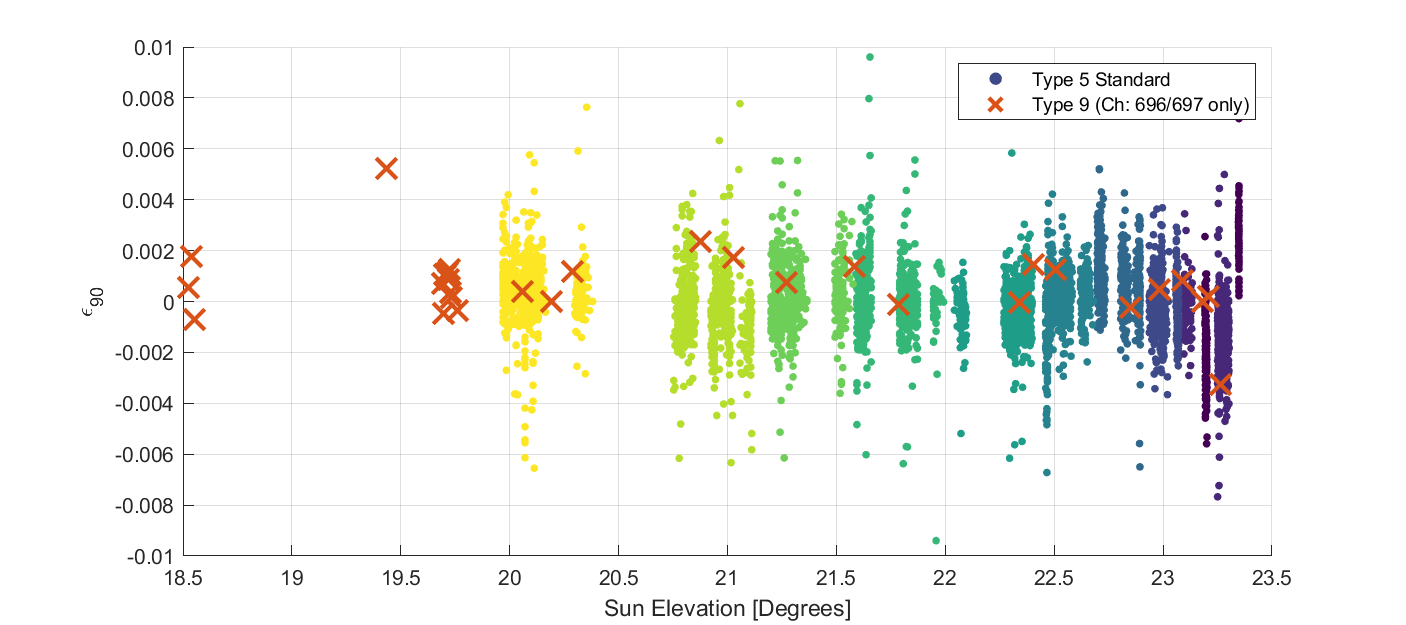 0.01
0.008
0.006
0.004
0.002
0
-0.002
-0.004
-0.006
-0.008
-0.01
ϵ90
Type 5 Standard
Type 9 (Ch: 696/697 only)
18.5 19 19.5 20 20.5 21 21.5 22 22.5 23 23.5
Sun Elevation [Degrees]